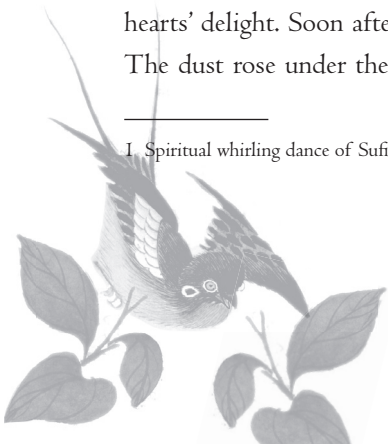 hearts’ delight. Soon afte
The dust rose under the
1. Spiritual whirling dance of Sufi